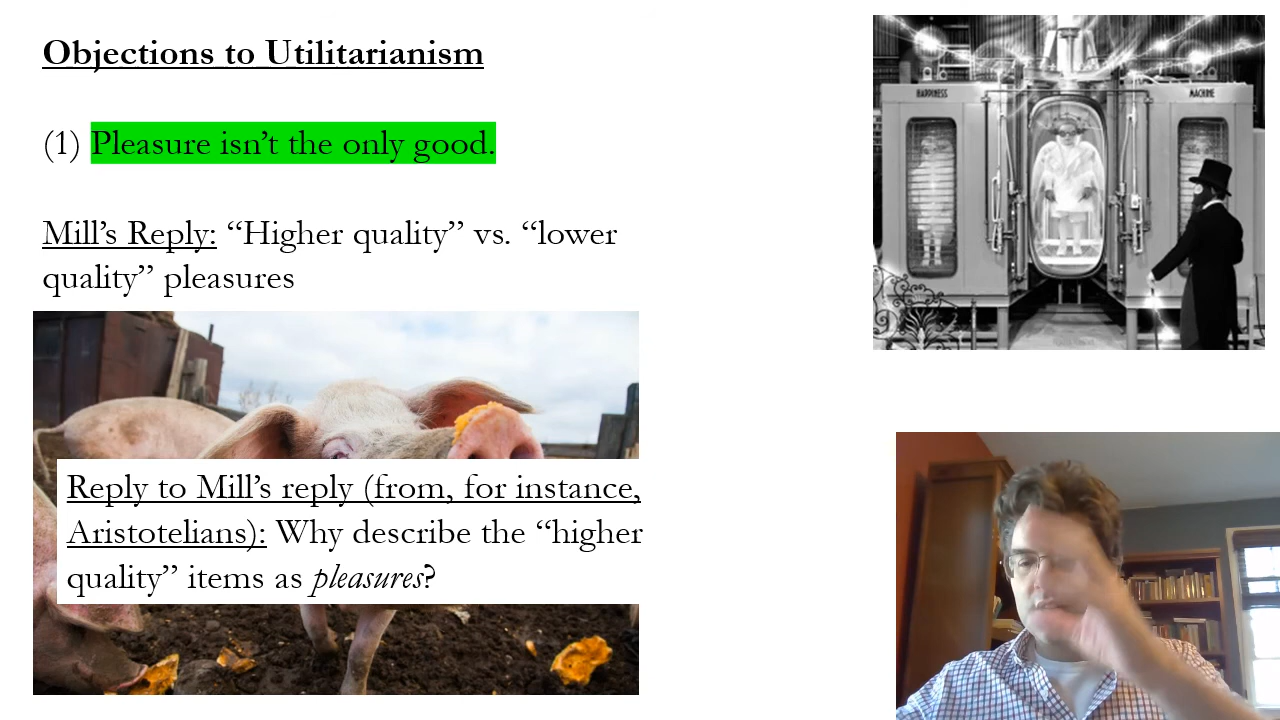 Objections to Utilitarianism
(1) Pleasure isn’t the only good.
Mill’s Reply: “Higher quality” vs. “lower
quality” pleasures
Reply to Mill’s reply (from, for instance,
Aristotelians): Why describe the “higher
quality” items as pleasures?
HAPPINESS
MACHINE